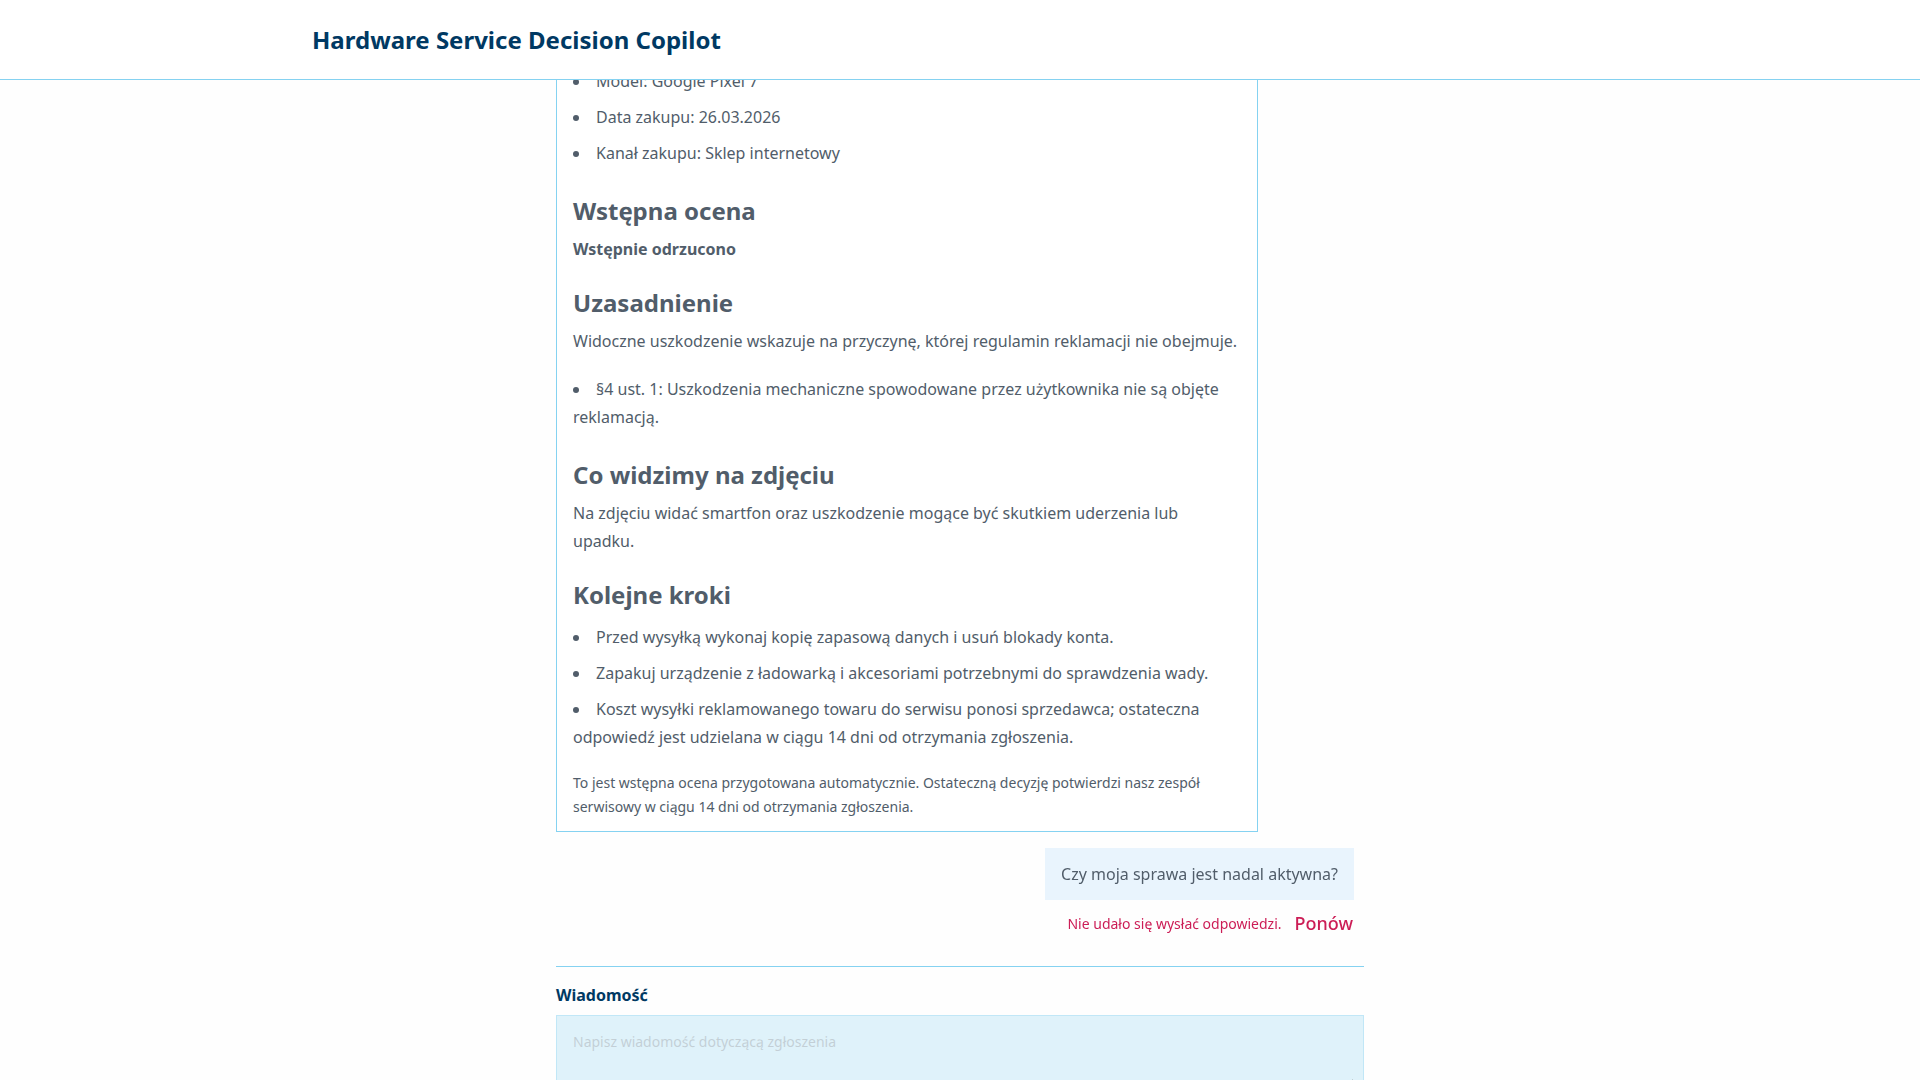 Hardware Service Decision Copilot
Model: Google Pixel 7
Data zakupu: 26.03.2026
Kanał zakupu: Sklep internetowy
Wstępna ocena
Wstępnie odrzucono
Uzasadnienie
Widoczne uszkodzenie wskazuje na przyczynę, której regulamin reklamacji nie obejmuje.
§4 ust. 1: Uszkodzenia mechaniczne spowodowane przez użytkownika nie są objęte
reklamacją.
Co widzimy na zdjęciu
Na zdjęciu widać smartfon oraz uszkodzenie mogące być skutkiem uderzenia lub
upadku.
Kolejne kroki
Przed wysyłką wykonaj kopię zapasową danych i usuń blokady konta.
Zapakuj urządzenie z ładowarką i akcesoriami potrzebnymi do sprawdzenia wady.
Koszt wysyłki reklamowanego towaru do serwisu ponosi sprzedawca; ostateczna
odpowiedź jest udzielana w ciągu 14 dni od otrzymania zgłoszenia.
To jest wstępna ocena przygotowana automatycznie. Ostateczną decyzję potwierdzi nasz zespół
serwisowy w ciągu 14 dni od otrzymania zgłoszenia.
Czy moja sprawa jest nadal aktywna?
Nie udało się wysłać odpowiedzi. Ponów
Wiadomość
Napisz wiadomość dotyczącą zgłoszenia